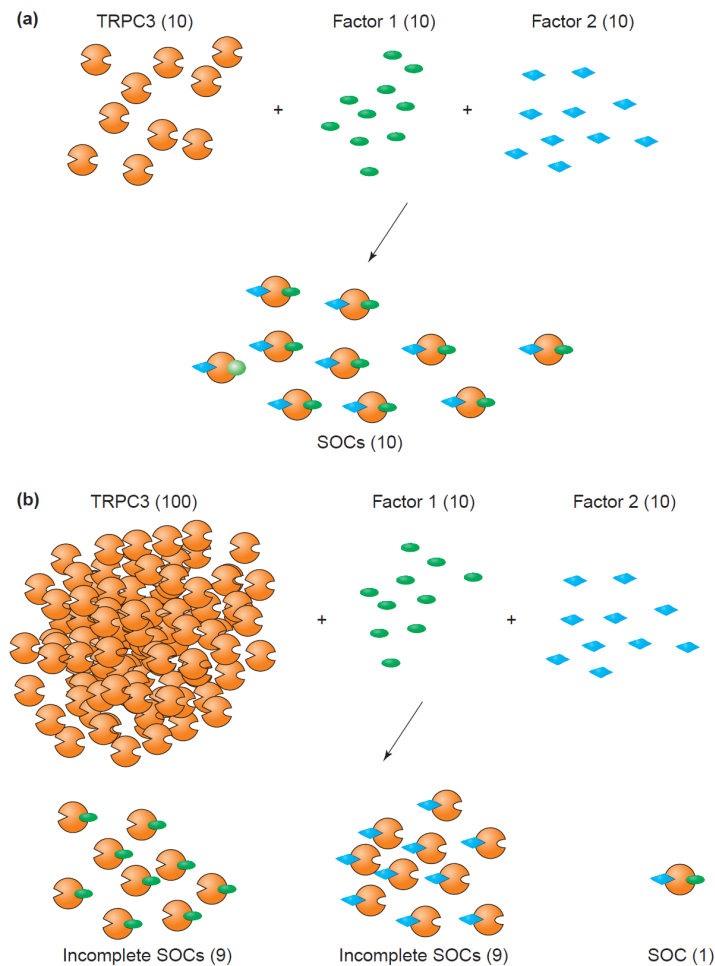 (a)
TRPC3 (10) Factor 1 (10) Factor 2 (10)
+ +
SOCs (10)
(b)
TRPC3 (100) Factor 1 (10) Factor 2 (10)
+ +
Incomplete SOCs (9) Incomplete SOCs (9) SOC (1)